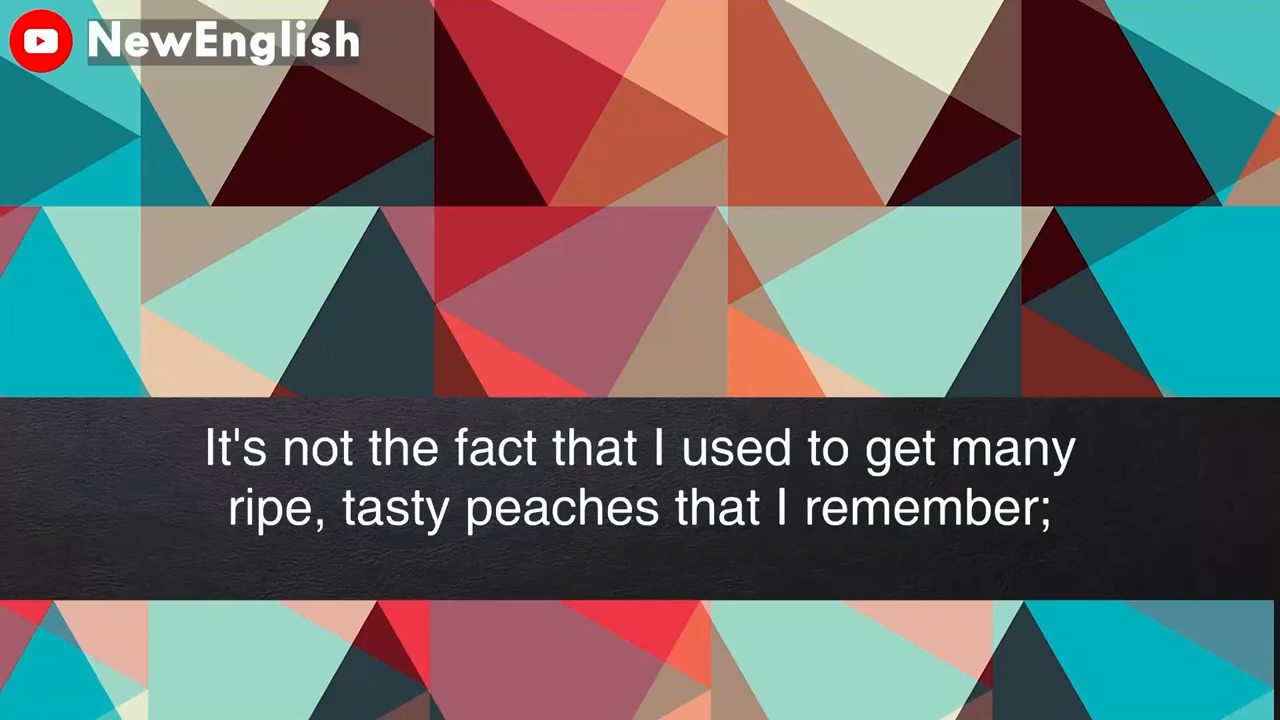 NewEnglish
It's not the fact that I used to get many
ripe, tasty peaches that I remember;